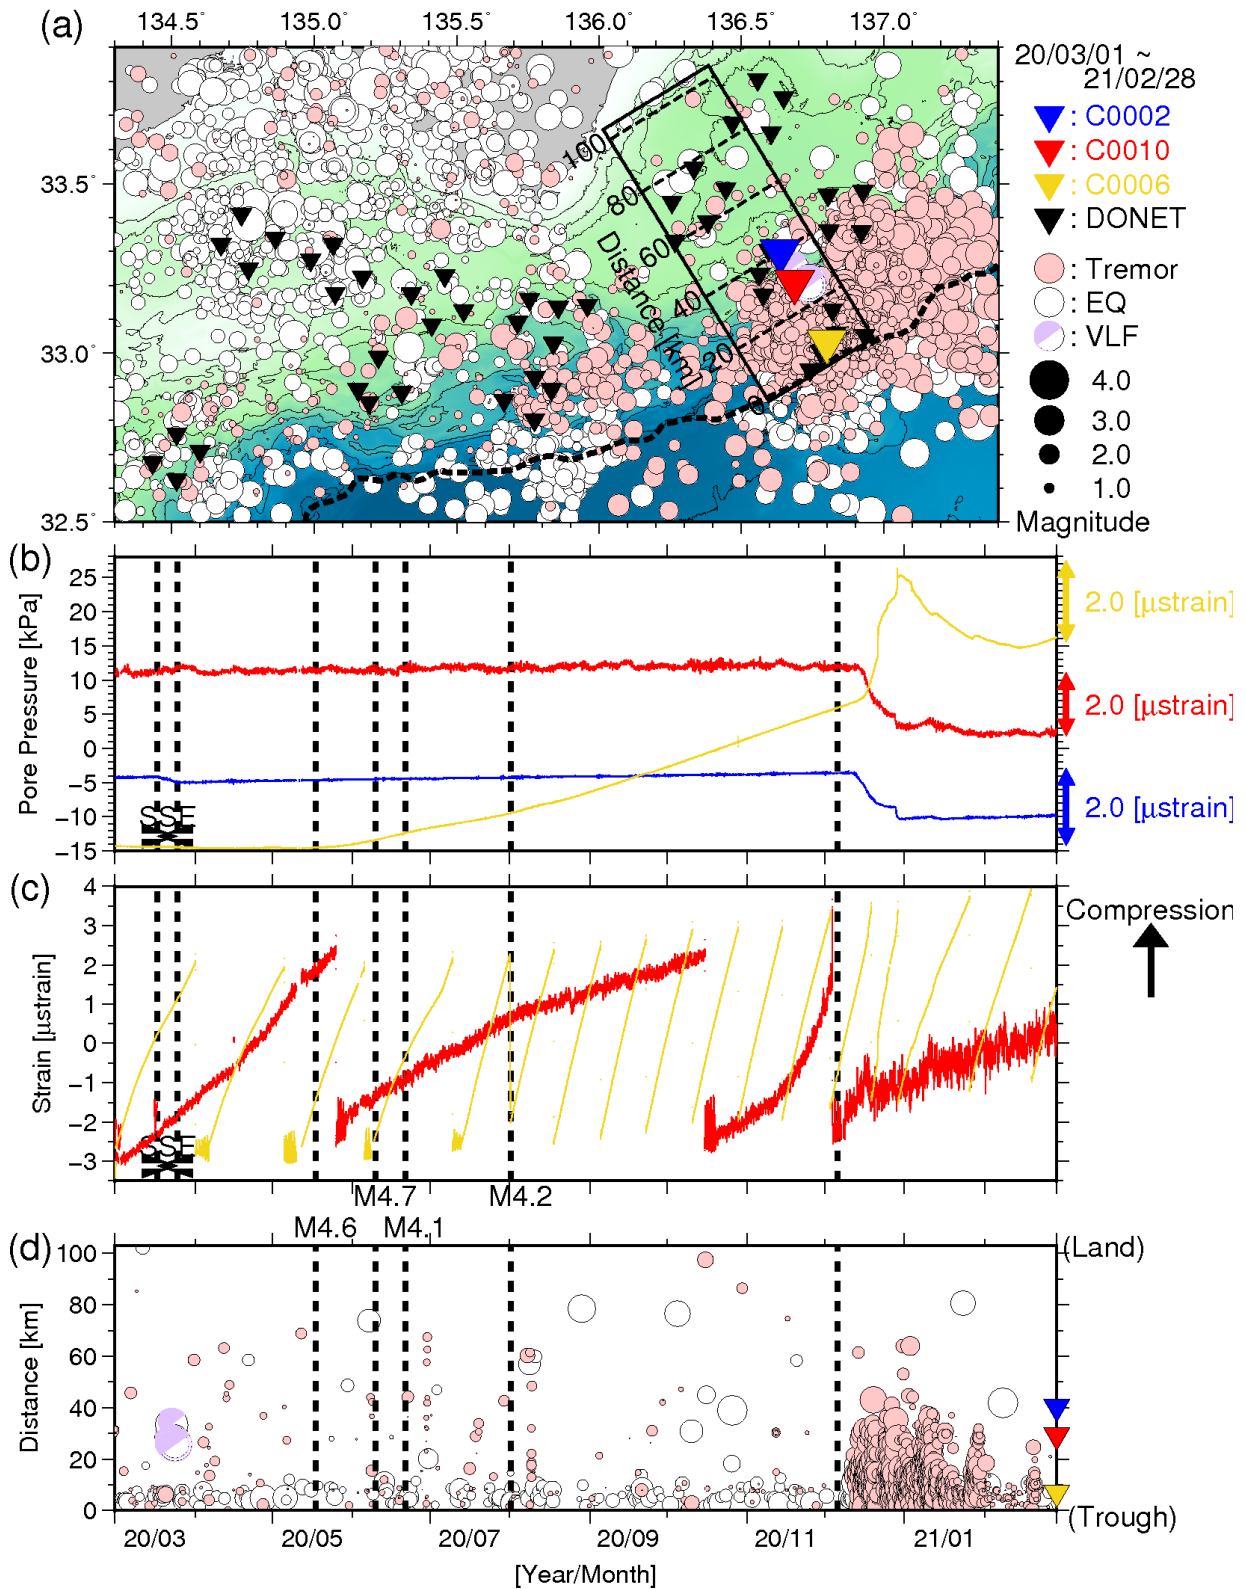 (a)
134.5° 135.0° 135.5° 136.0° 136.5° 137.0°
33.5°
33.0°
32.5°
100
80
60
40
20
0
Distance [km]
20/03/01 ~
21/02/28
: C0002
: C0010
: C0006
: DONET
: Tremor
: EQ
: VLF
4.0
3.0
2.0
1.0
Magnitude
(b)
Pore Pressure [kPa]
25
20
15
10
5
0
−5
−10
−15
SSE
2.0 [μstrain]
2.0 [μstrain]
2.0 [μstrain]
(c)
Strain [μstrain]
4
3
2
1
0
−1
−2
−3
SSE
Compression
M4.7 M4.2
M4.6 M4.1
(d)
Distance [km]
100
80
60
40
20
0
(Land)
(Trough)
20/03 20/05 20/07 20/09 20/11 21/01
[Year/Month]